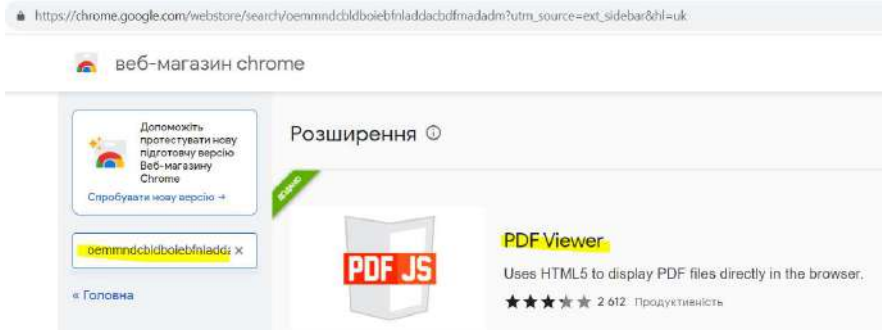 https://chrome.google.com/webstore/search/oemmndcbldboiebfnladdacbdfmadadm?utm_source=ext_sidebar&hl=uk
веб-магазин chrome
Допоможіть
протестувати нову
підготовчу версію
Веб-магазину
Chrome
Спробувати нову версію →
oemmndcbldboiebfnladda ×
« Головна
Розширення
ДОДАНО
PDF JS
PDF Viewer
Uses HTML5 to display PDF files directly in the browser.
2 612 Продуктивність